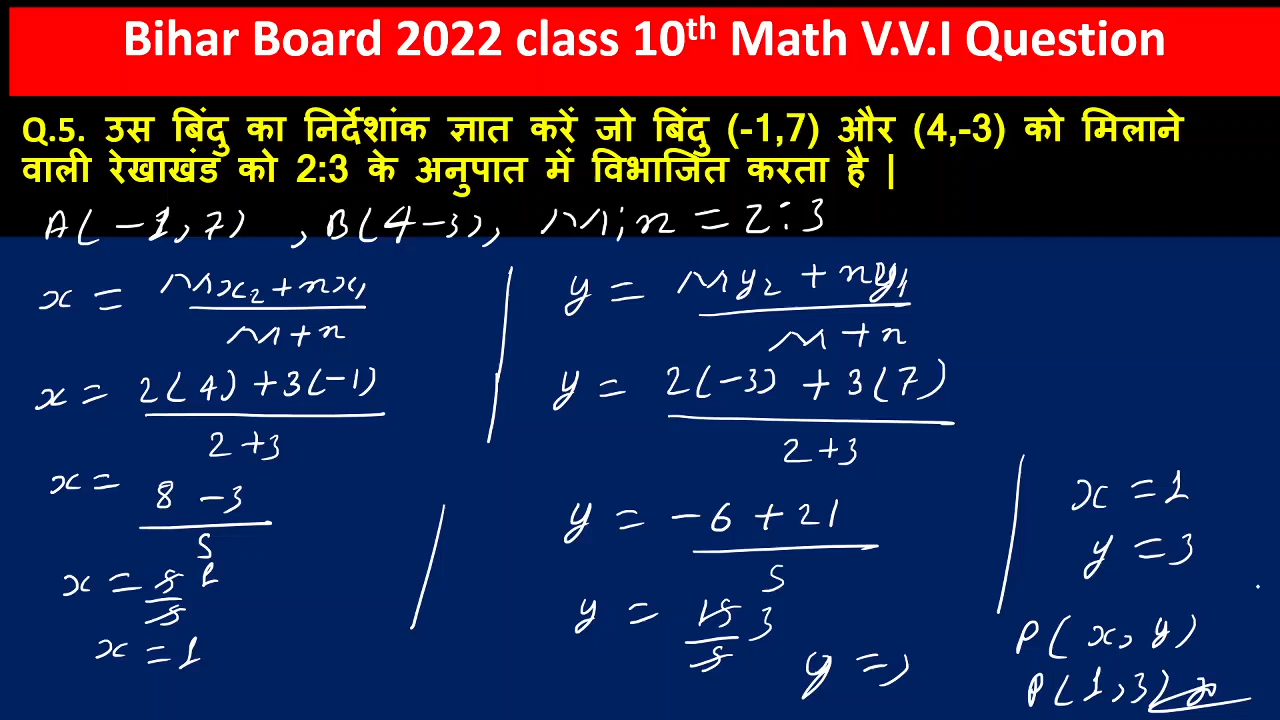 Bihar Board 2022 class 10th Math V.V.I Question
Q.5. उस बिंदु का निर्देशांक ज्ञात करें जो बिंदु (-1,7) और (4,-3) को मिलाने
वाली रेखाखंड को 2:3 के अनुपात में विभाजित करता है |
A(-1,7) , B(4-3), m:n = 2:3
x = mx₂+nx₁ / m+n
x = 2(4)+3(-1) / 2+3
x = 8-3 / 5
x = 5/5 1
x = 1
y = my₂+ny₁ / m+n
y = 2(-3)+3(7) / 2+3
y = -6+21 / 5
y = 15/5 3
y =
x = 1
y = 3
P(x,y)
P(1,3)